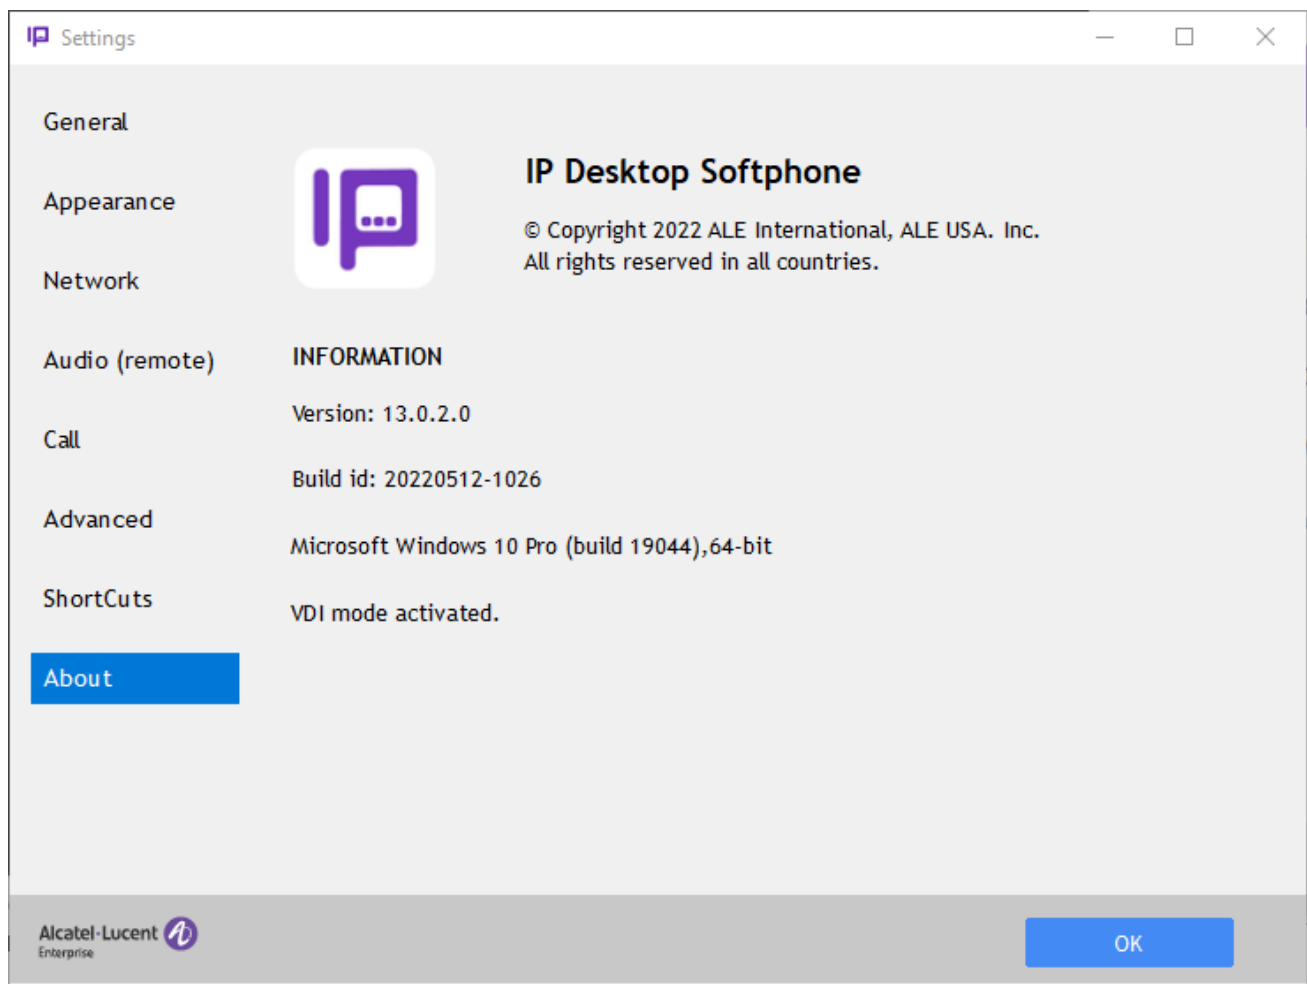 Settings
General
Appearance
Network
Audio (remote)
Call
Advanced
ShortCuts
About
IP Desktop Softphone
© Copyright 2022 ALE International, ALE USA. Inc.
All rights reserved in all countries.
INFORMATION
Version: 13.0.2.0
Build id: 20220512-1026
Microsoft Windows 10 Pro (build 19044),64-bit
VDI mode activated.
Alcatel·Lucent
Enterprise
OK